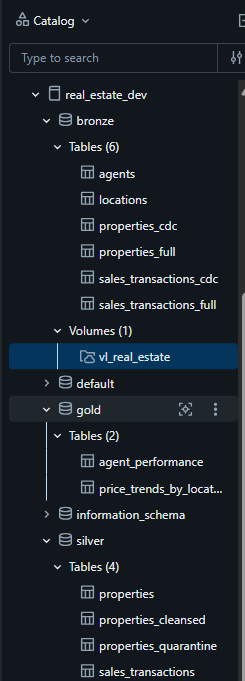 Catalog
Type to search
real_estate_dev
bronze
Tables (6)
agents
locations
properties_cdc
properties_full
sales_transactions_cdc
sales_transactions_full
Volumes (1)
vl_real_estate
default
gold
Tables (2)
agent_performance
price_trends_by_locat...
information_schema
silver
Tables (4)
properties
properties_cleansed
properties_quarantine
sales_transactions